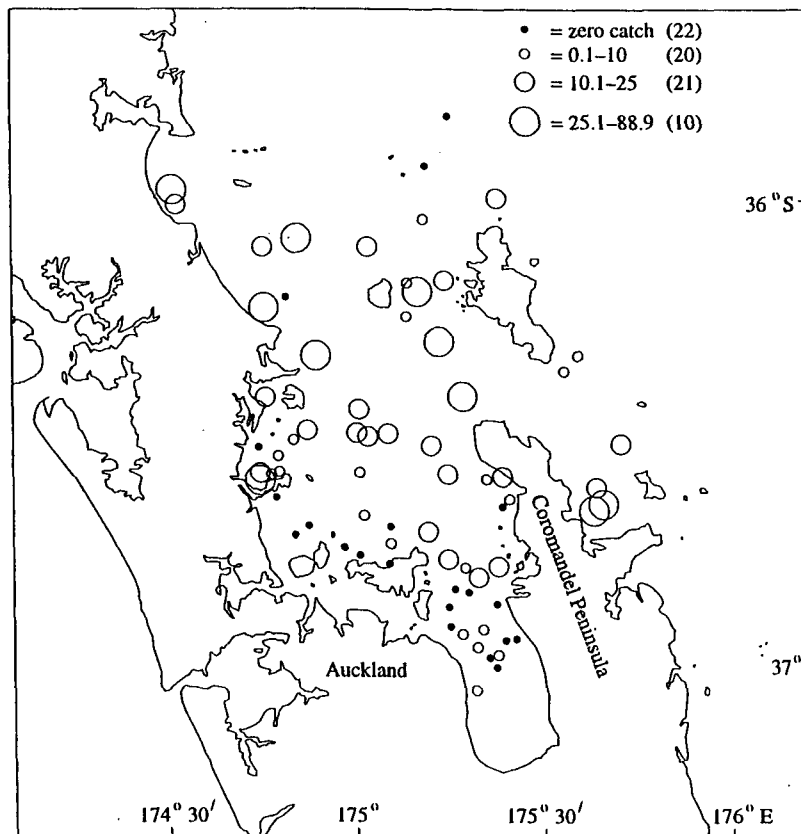 = zero catch (22)
= 0.1–10 (20)
= 10.1–25 (21)
= 25.1–88.9 (10)
36° S
Coromandel Peninsula
Auckland
37°
174° 30′
175°
175° 30′
176° E